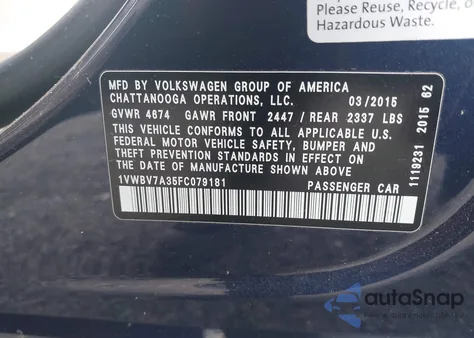 Please Reuse, Recycle, o
Hazardous Waste.
MFD BY VOLKSWAGEN GROUP OF AMERICA
CHATTANOOGA OPERATIONS, LLC. 03/2015
GVWR 4674 GAWR FRONT 2447 / REAR 2337 LBS
THIS VEHICLE CONFORMS TO ALL APPLICABLE
FEDERAL MOTOR VEHICLE SAFETY, BUMPER AND
THEFT PREVENTION STANDARDS IN EFFECT ON
THE DATE OF MANUFACTURE SHOWN ABOVE.
1VWBV7A35FC079181 PASSENGER CAR
1119231 2015 62
autoSnap